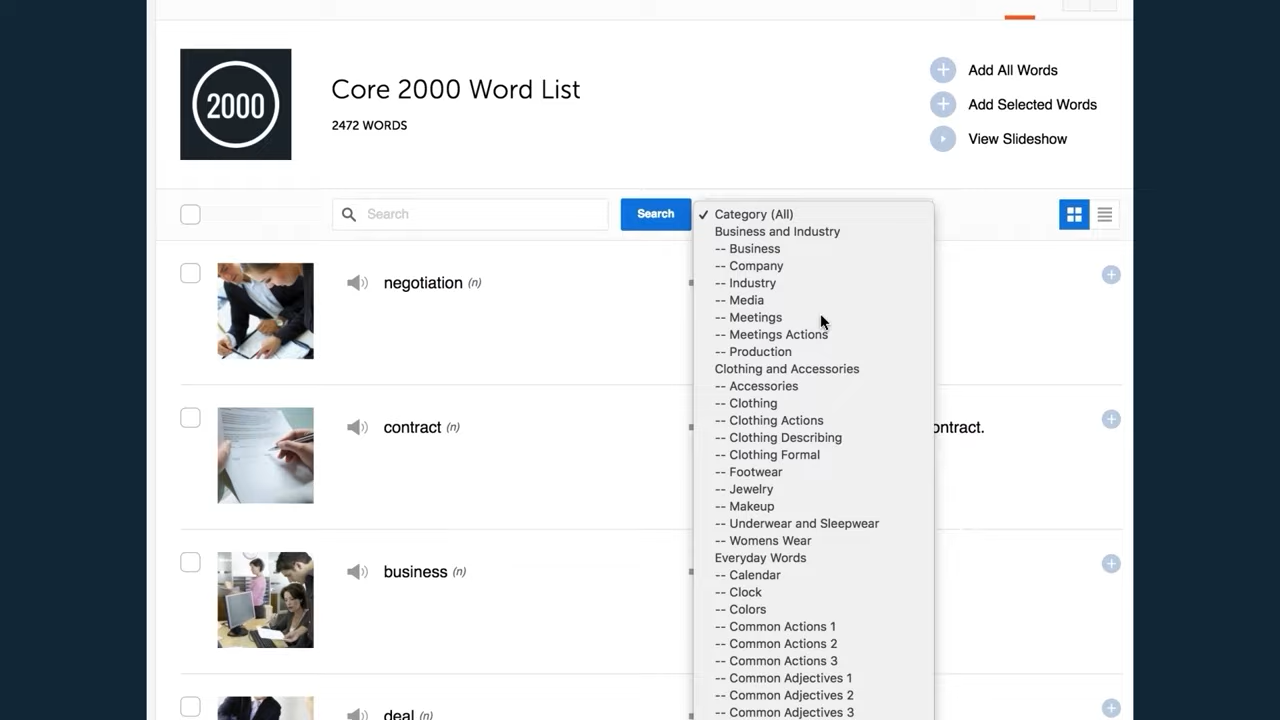 2000
Core 2000 Word List
2472 WORDS
Add All Words
Add Selected Words
View Slideshow
Search
Search
✓ Category (All)
Business and Industry
-- Business
-- Company
-- Industry
-- Media
-- Meetings
-- Meetings Actions
-- Production
Clothing and Accessories
-- Accessories
-- Clothing
-- Clothing Actions
-- Clothing Describing
-- Clothing Formal
-- Footwear
-- Jewelry
-- Makeup
-- Underwear and Sleepwear
-- Womens Wear
Everyday Words
-- Calendar
-- Clock
-- Colors
-- Common Actions 1
-- Common Actions 2
-- Common Actions 3
-- Common Adjectives 1
-- Common Adjectives 2
-- Common Adjectives 3
negotiation (n)
contract (n)
ontract.
business (n)
deal (n)